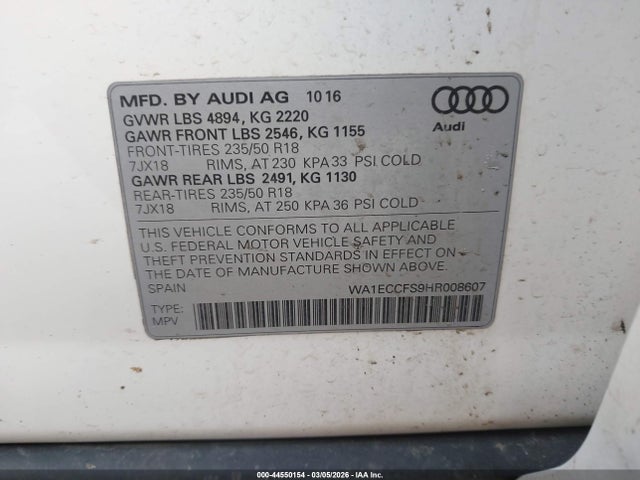 MFD. BY AUDI AG 10 16
GVWR LBS 4894, KG 2220
GAWR FRONT LBS 2546, KG 1155
FRONT-TIRES 235/50 R18
7JX18 RIMS, AT 230 KPA 33 PSI COLD
GAWR REAR LBS 2491, KG 1130
REAR-TIRES 235/50 R18
7JX18 RIMS, AT 250 KPA 36 PSI COLD
Audi
THIS VEHICLE CONFORMS TO ALL APPLICABLE
U.S. FEDERAL MOTOR VEHICLE SAFETY AND
THEFT PREVENTION STANDARDS IN EFFECT ON
THE DATE OF MANUFACTURE SHOWN ABOVE.
SPAIN WA1ECCFS9HR008607
TYPE:
MPV
000-44550154 | 03/05/2026 | IAA Inc.